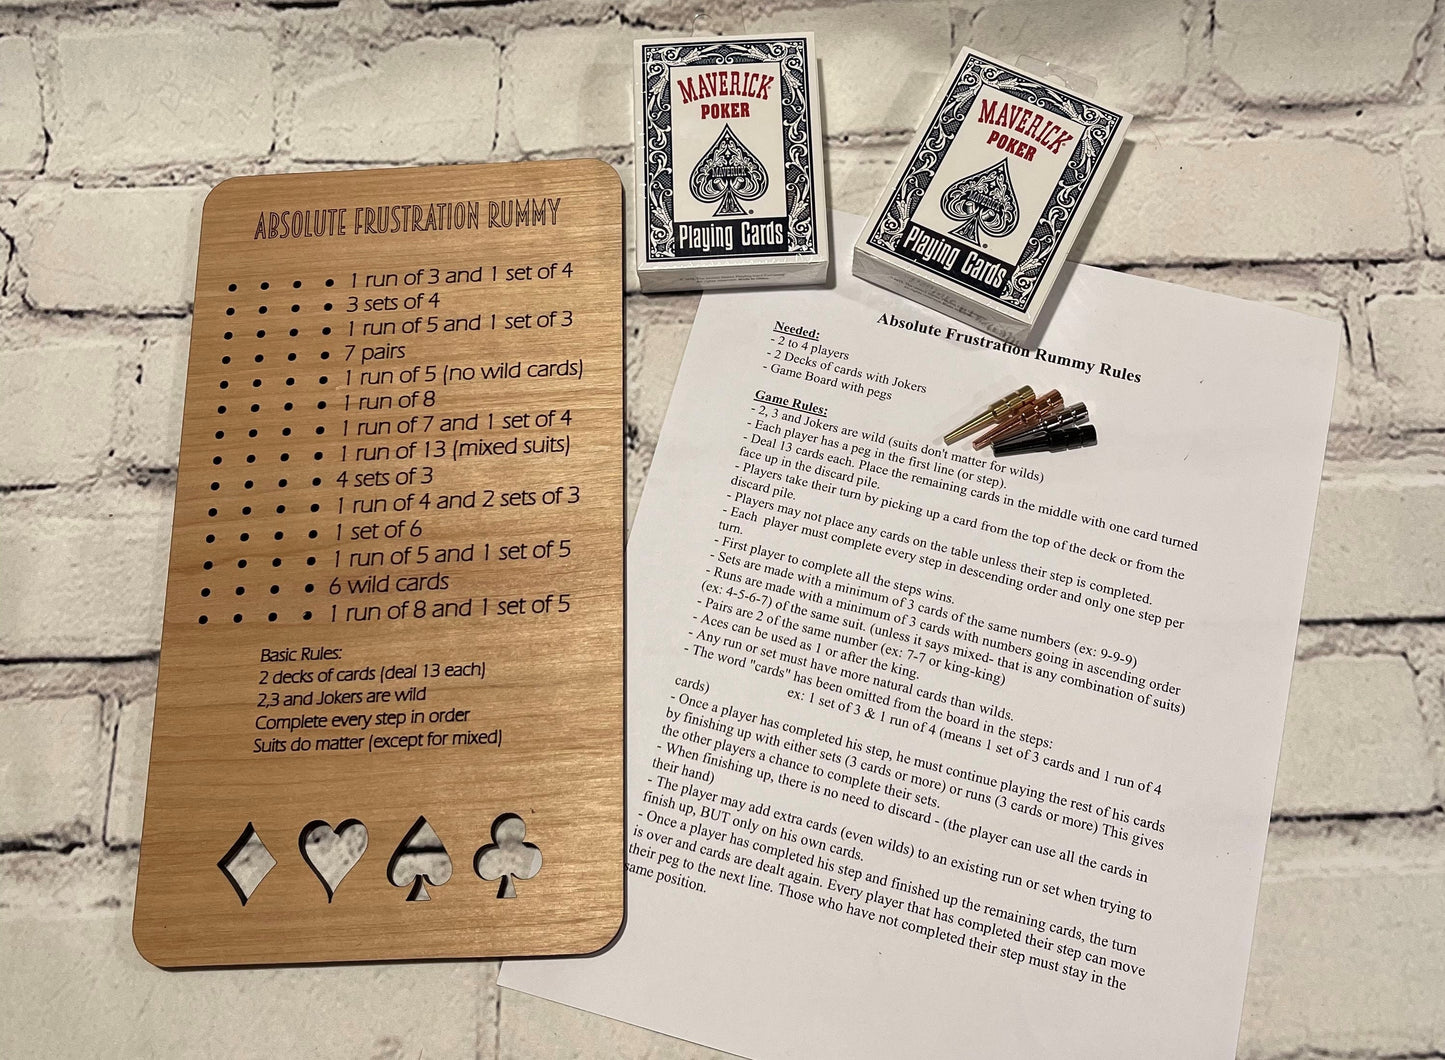 ABSOLUTE FRUSTRATION RUMMY
1 run of 3 and 1 set of 4
3 sets of 4
1 run of 5 and 1 set of 3
7 pairs
1 run of 5 (no wild cards)
1 run of 8
1 run of 7 and 1 set of 4
1 run of 13 (mixed suits)
4 sets of 3
1 run of 4 and 2 sets of 3
1 set of 6
1 run of 5 and 1 set of 5
6 wild cards
1 run of 8 and 1 set of 5
Basic Rules:
2 decks of cards (deal 13 each)
2,3 and Jokers are wild
Complete every step in order
Suits do matter (except for mixed)
MAVERICK
POKER
MAVERICK
Playing Cards
MAVERICK
POKER
MAVERICK
Playing Cards
Absolute Frustration Rummy Rules
Needed:
- 2 to 4 players
- 2 Decks of cards with Jokers
- Game Board with pegs
Game Rules:
- 2, 3 and Jokers are wild (suits don't matter for wilds)
- Each player has a peg in the first line (or step).
- Deal 13 cards each. Place the remaining cards in the middle with one card turned
face up in the discard pile.
- Players take their turn by picking up a card from the top of the deck or from the
discard pile.
- Players may not place any cards on the table unless their step is completed.
- Each player must complete every step in descending order and only one step per
turn.
- First player to complete all the steps wins.
- Sets are made with a minimum of 3 cards of the same numbers (ex: 9-9-9)
- Runs are made with a minimum of 3 cards with numbers going in ascending order
(ex: 4-5-6-7) of the same suit. (unless it says mixed- that is any combination of suits)
- Pairs are 2 of the same number (ex: 7-7 or king-king)
- Aces can be used as 1 or after the king.
- Any run or set must have more natural cards than wilds.
- The word "cards" has been omitted from the board in the steps:
ex: 1 set of 3 & 1 run of 4 (means 1 set of 3 cards and 1 run of 4
cards)
- Once a player has completed his step, he must continue playing the rest of his cards
by finishing up with either sets (3 cards or more) or runs (3 cards or more) This gives
the other players a chance to complete their sets.
- When finishing up, there is no need to discard - (the player can use all the cards in
their hand)
- The player may add extra cards (even wilds) to an existing run or set when trying to
finish up, BUT only on his own cards.
- Once a player has completed his step and finished up the remaining cards, the turn
is over and cards are dealt again. Every player that has completed their step can move
their peg to the next line. Those who have not completed their step must stay in the
same position.